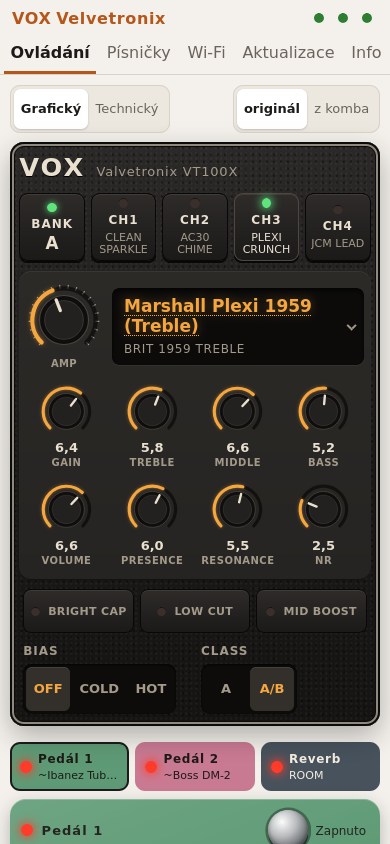 VOX Velvetronix
Ovládání Písničky Wi-Fi Aktualizace Info
Grafický Technický originál z komba
VOX Valvetronix VT100X
BANK A
CH1 CLEAN SPARKLE
CH2 AC30 CHIME
CH3 PLEXI CRUNCH
CH4 JCM LEAD
AMP
Marshall Plexi 1959
(Treble)
BRIT 1959 TREBLE
6,4 5,8 6,6 5,2
GAIN TREBLE MIDDLE BASS
6,6 6,0 5,5 2,5
VOLUME PRESENCE RESONANCE NR
BRIGHT CAP LOW CUT MID BOOST
BIAS CLASS
OFF COLD HOT A A/B
Pedál 1 Pedál 2 Reverb
~Ibanez Tub… ~Boss DM-2 ROOM
Pedál 1 Zapnuto